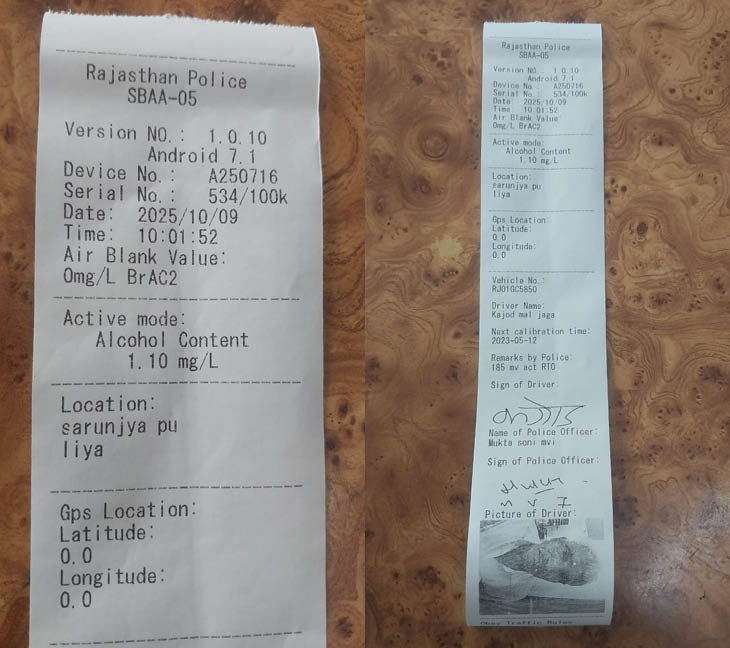 Rajasthan Police
SBAA-05
Version NO.: 1.0.10
Android 7.1
Device No.: A250716
Serial No.: 534/100k
Date: 2025/10/09
Time: 10:01:52
Air Blank Value:
0mg/L BrAC2
Active mode:
Alcohol Content
1.10 mg/L
Location:
sarunjya pu
liya
Gps Location:
Latitude:
0.0
Longitude:
0.0
Rajasthan Police
SBAA-05
Version NO. 1.0.10
Android 7.1
Device No.: A250716
Serial No.: 534/100k
Date: 2025/10/09
Time: 10:01:52
Air Blank Value:
0mg/L BrAC2
Active mode:
Alcohol Content
1.10 mg/L
Location:
sarunjya pu
liya
Gps Location:
Latitude:
0.0
Longitude:
0.0
Vehicle No.:
RJ01GC5850
Driver Name:
Kajod mal jaga
Next calibration time:
2023-05-12
Remarks by Police:
185 mv act RTO
Sign of Driver:
Name of Police Officer:
Mukta soni mvi
Sign of Police Officer:
M V I
Picture of Driver:
Obey Traffic Rules